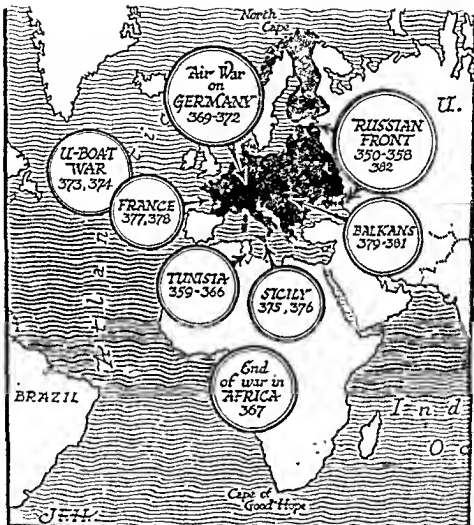 North
Cape
Air War
on
GERMANY
369-372
U.
RUSSIAN
FRONT
350-358
382
U-BOAT
WAR
373, 374
FRANCE
377, 378
BALKANS
379-381
TUNISIA
359-366
SICILY
375, 376
Atlantic
End
of war in
AFRICA
367
BRAZIL
Ind
O
Cape of
Good Hope
J.F.H.